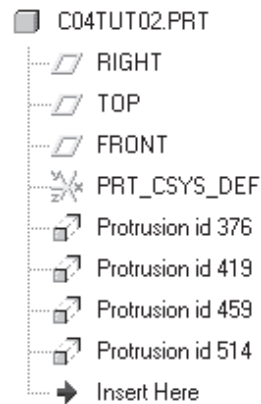 C04TUT02.PRT
RIGHT
TOP
FRONT
PRT_CSYS_DEF
Protrusion id 376
Protrusion id 419
Protrusion id 459
Protrusion id 514
Insert Here